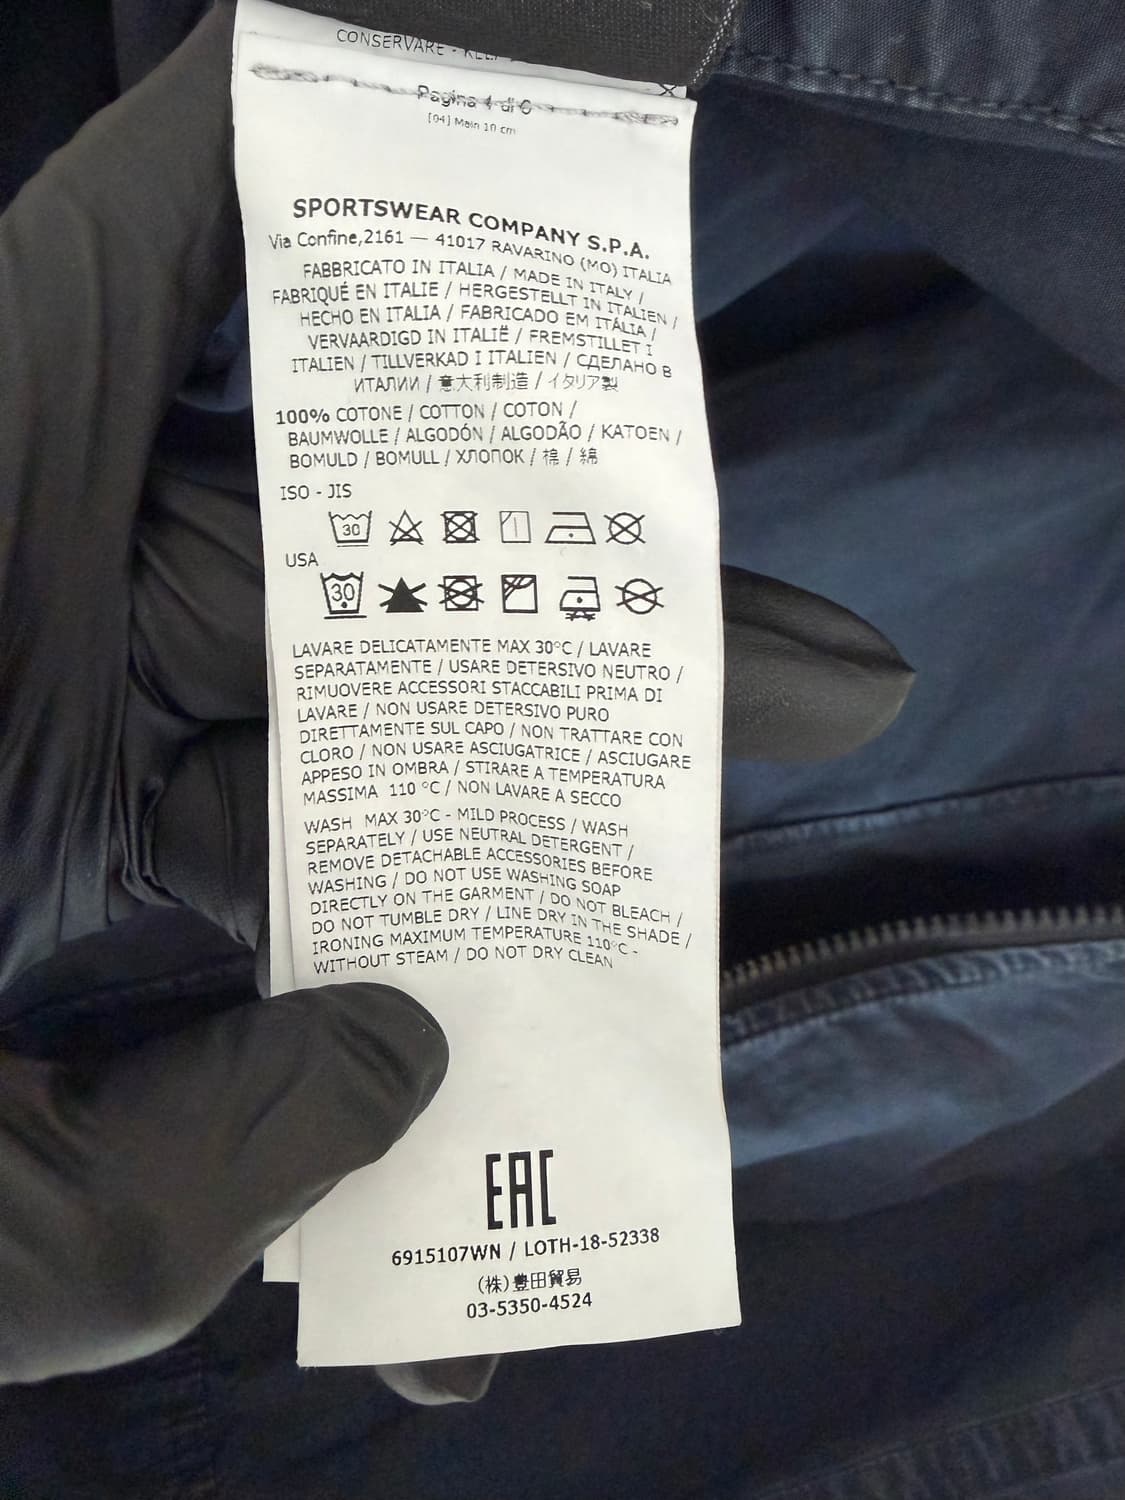 CONSERVARE -
Pagina 4 di 6
[04] Main 10 cm
SPORTSWEAR COMPANY S.P.A.
Via Confine,2161 — 41017 RAVARINO (MO) ITALIA
FABBRICATO IN ITALIA / MADE IN ITALY /
FABRIQUÉ EN ITALIE / HERGESTELLT IN ITALIEN /
HECHO EN ITALIA / FABRICADO EM ITÁLIA /
VERVAARDIGD IN ITALIË / FREMSTILLET I
ITALIEN / TILLVERKAD I ITALIEN / СДЕЛАНО В
ИТАЛИИ / 意大利制造 / イタリア製
100% COTONE / COTTON / COTON /
BAUMWOLLE / ALGODÓN / ALGODÃO / KATOEN /
BOMULD / BOMULL / ХЛОПОК / 棉 / 綿
ISO - JIS
30
USA
30
LAVARE DELICATAMENTE MAX 30°C / LAVARE
SEPARATAMENTE / USARE DETERSIVO NEUTRO /
RIMUOVERE ACCESSORI STACCABILI PRIMA DI
LAVARE / NON USARE DETERSIVO PURO
DIRETTAMENTE SUL CAPO / NON TRATTARE CON
CLORO / NON USARE ASCIUGATRICE / ASCIUGARE
APPESO IN OMBRA / STIRARE A TEMPERATURA
MASSIMA 110 °C / NON LAVARE A SECCO
WASH MAX 30°C - MILD PROCESS / WASH
SEPARATELY / USE NEUTRAL DETERGENT /
REMOVE DETACHABLE ACCESSORIES BEFORE
WASHING / DO NOT USE WASHING SOAP
DIRECTLY ON THE GARMENT / DO NOT BLEACH /
DO NOT TUMBLE DRY / LINE DRY IN THE SHADE /
IRONING MAXIMUM TEMPERATURE 110°C -
WITHOUT STEAM / DO NOT DRY CLEAN
EAC
6915107WN / LOTH-18-52338
(株)豊田貿易
03-5350-4524